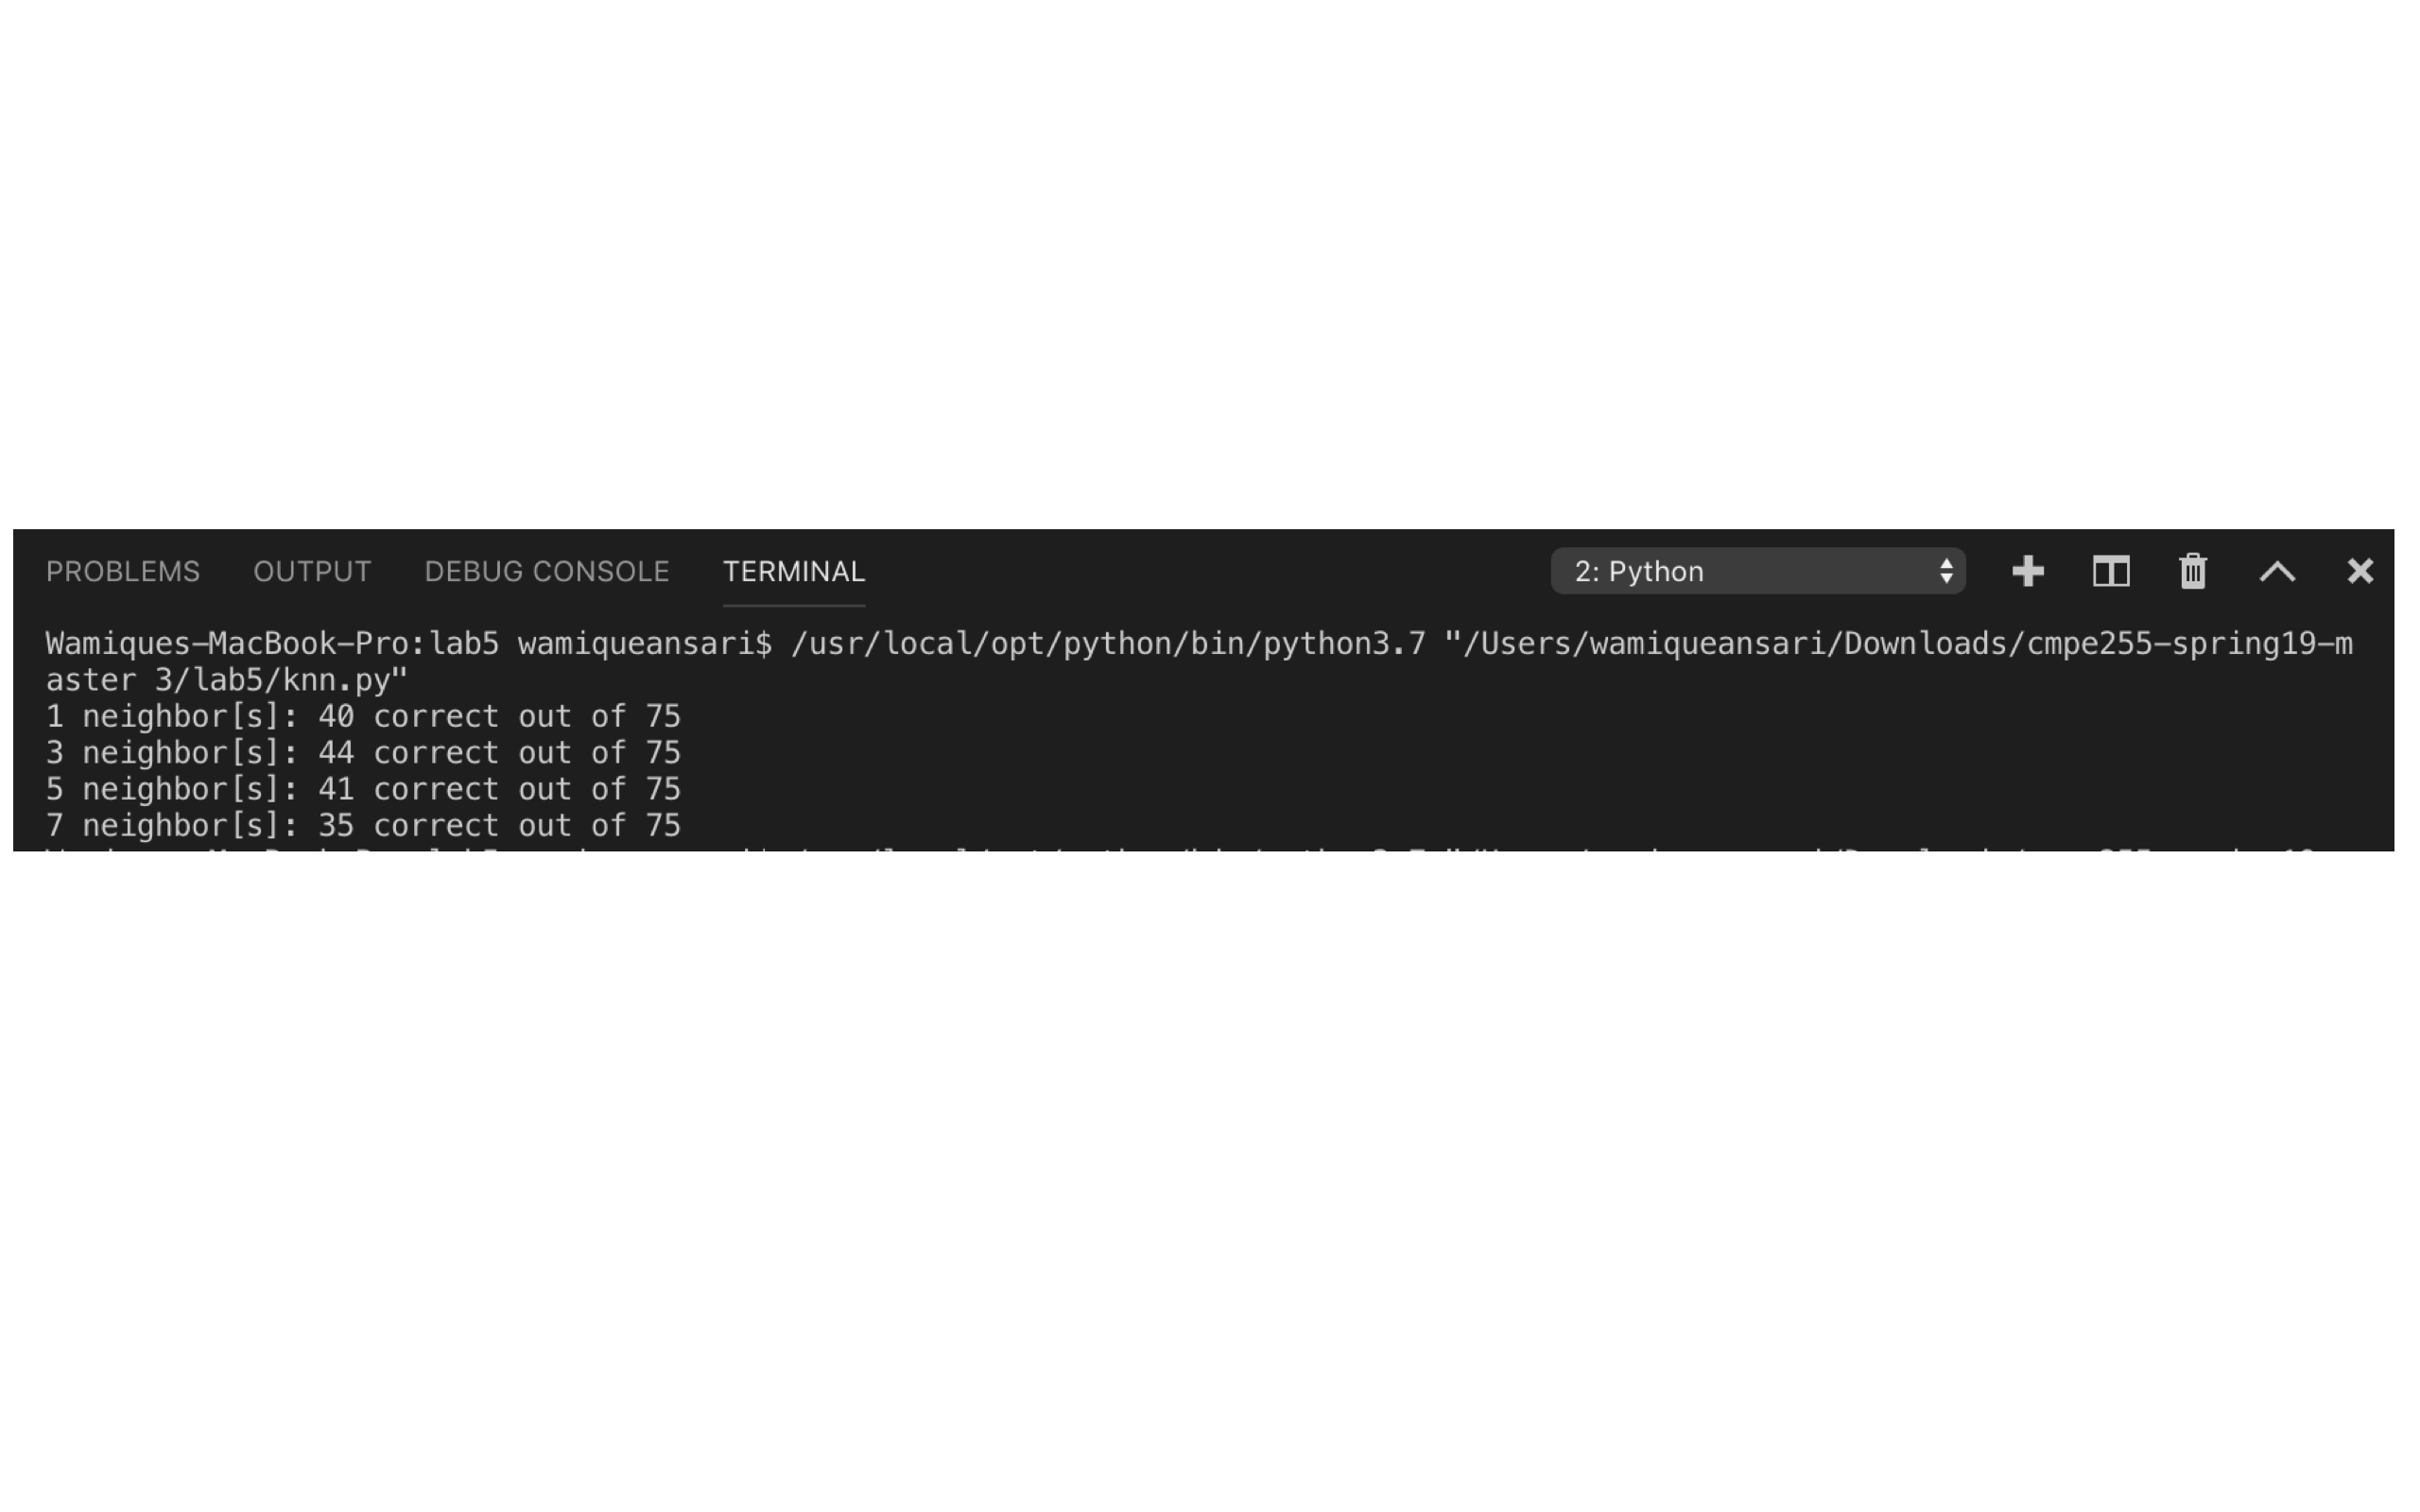 PROBLEMS OUTPUT DEBUG CONSOLE TERMINAL 2: Python
Wamiques-MacBook-Pro:lab5 wamiqueansari$ /usr/local/opt/python/bin/python3.7 "/Users/wamiqueansari/Downloads/cmpe255-spring19-m
aster 3/lab5/knn.py"
1 neighbor[s]: 40 correct out of 75
3 neighbor[s]: 44 correct out of 75
5 neighbor[s]: 41 correct out of 75
7 neighbor[s]: 35 correct out of 75